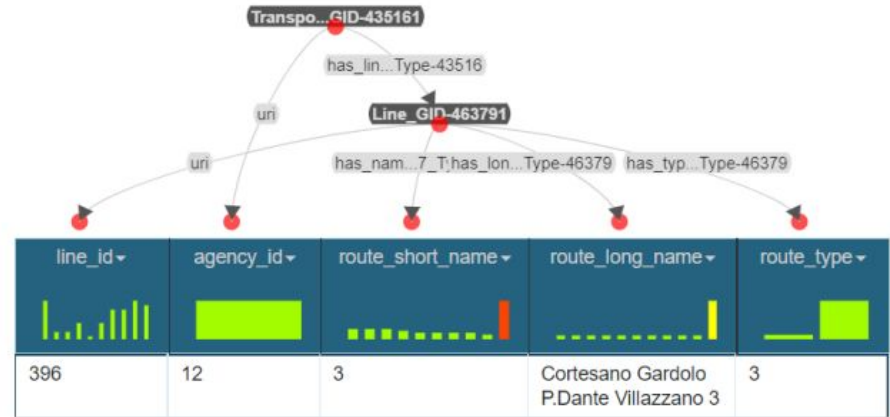 Transpo...GID-435161)
has_lin...Type-43516
uri
Line_GID-463791)
uri
has_nam...7_T
has_lon...Type-46379
has_typ...Type-46379
line_id
agency_id
route_short_name
route_long_name
route_type
396
12
3
Cortesano Gardolo
P.Dante Villazzano 3
3